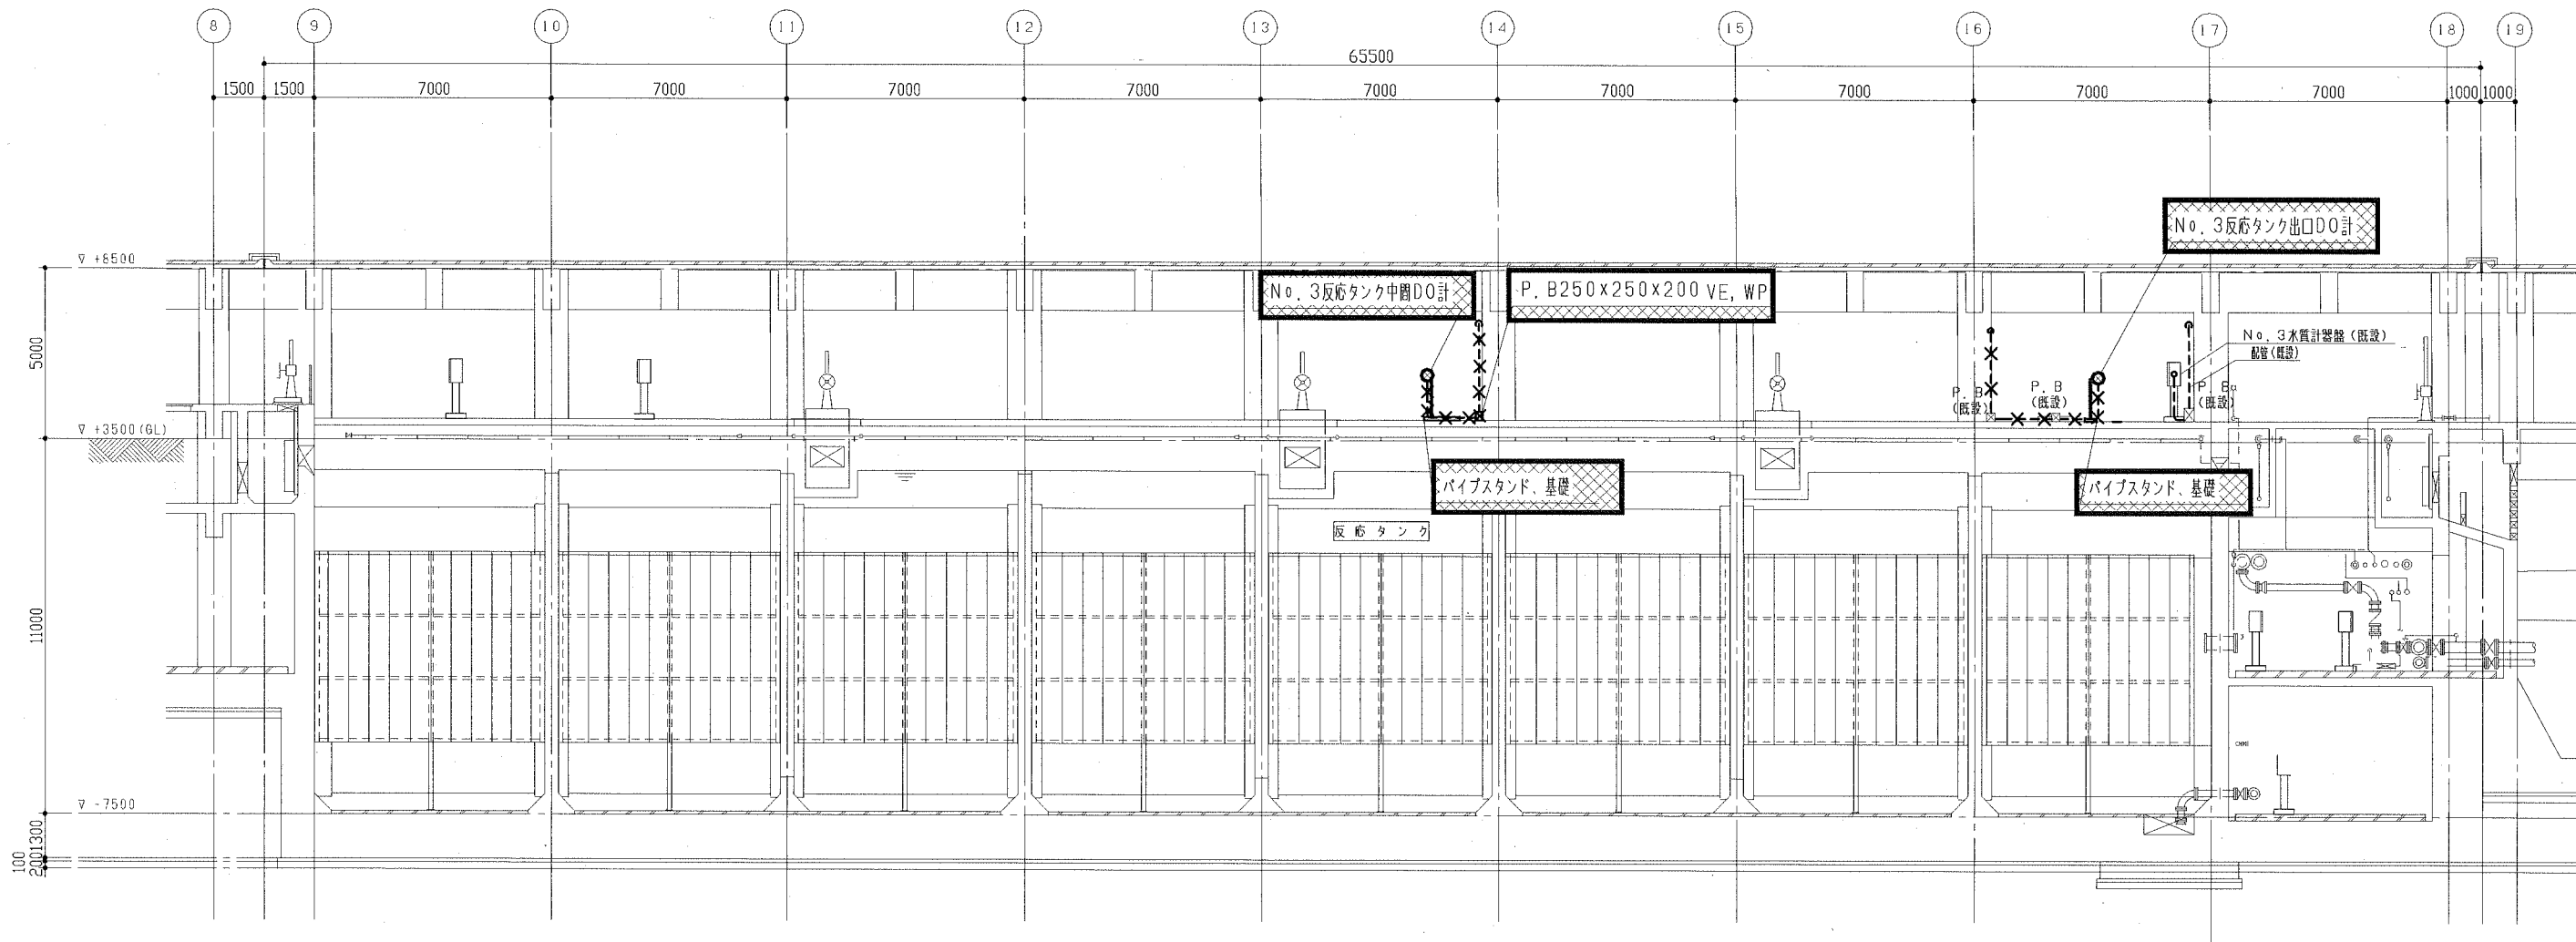 8 9 10 11 12 13 14 15 16 17 18 19
65500
1500 1500 7000 7000 7000 7000 7000 7000 7000 7000 7000 1000 1000
No. 3反応タンク出口DO計
▽ +8500
No. 3反応タンク中間DO計
P. B250×250×200 VE, WP
No. 3水質計器盤(既設)
配管(既設)
5000
P. B
(既設)
P. B
(既設)
P. B
(既設)
▽ +3500(GL)
パイプスタンド、基礎
パイプスタンド、基礎
反応タンク
11000
▽ -7500
1300
200
100